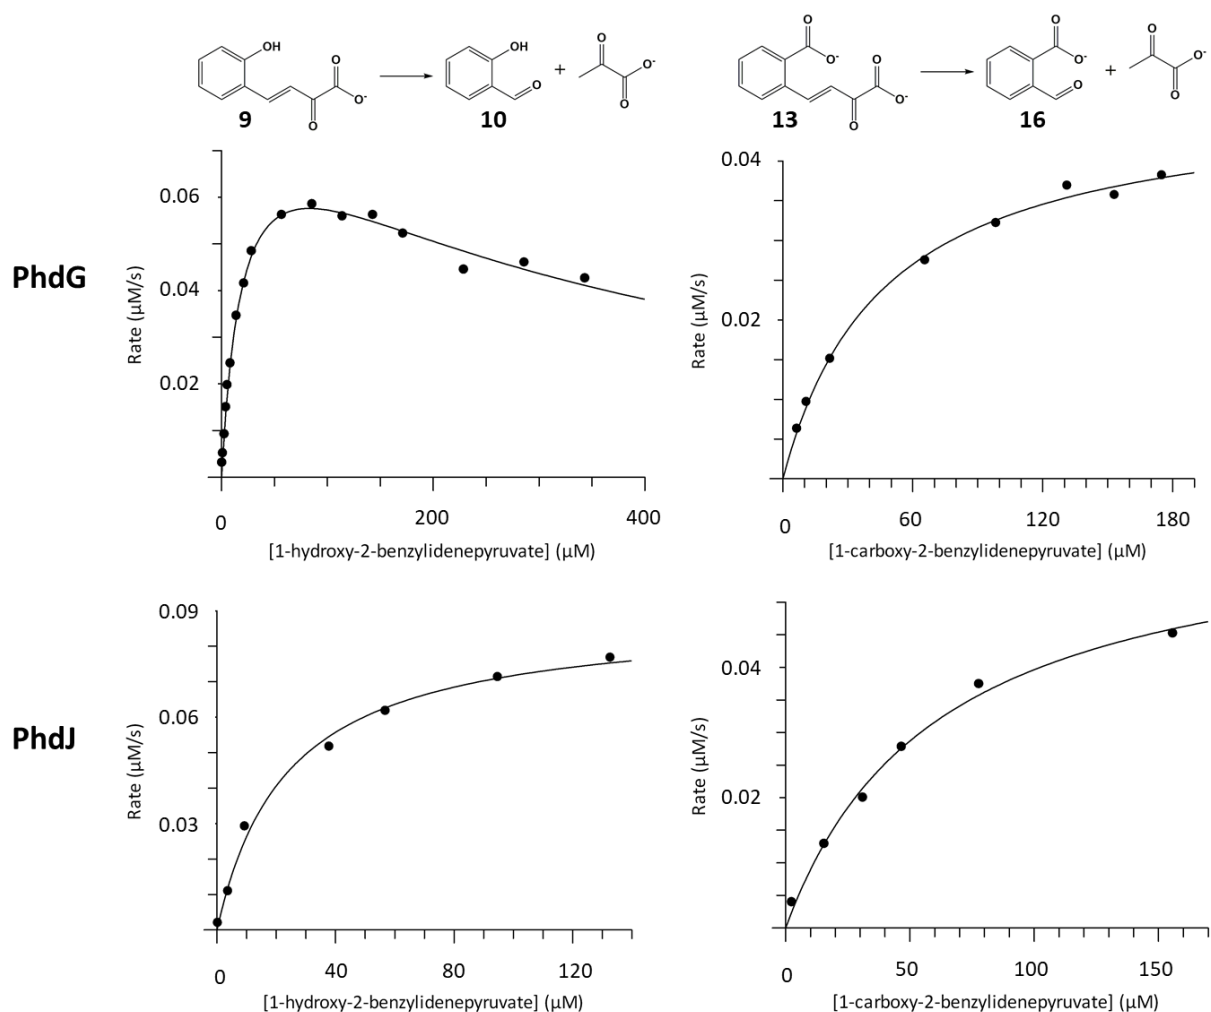 OH
O
O⁻
O
9
OH
O
10
+
O
O⁻
O
O
O⁻
O
O⁻
O
13
O
O⁻
O
16
+
O
O⁻
O
PhdG
Rate (µM/s)
0.06
0.04
0.02
0
200
400
[1-hydroxy-2-benzylidenepyruvate] (µM)
Rate (µM/s)
0.04
0.02
0
60
120
180
[1-carboxy-2-benzylidenepyruvate] (µM)
PhdJ
Rate (µM/s)
0.09
0.06
0.03
0
40
80
120
[1-hydroxy-2-benzylidenepyruvate] (µM)
Rate (µM/s)
0.04
0.02
0
50
100
150
[1-carboxy-2-benzylidenepyruvate] (µM)